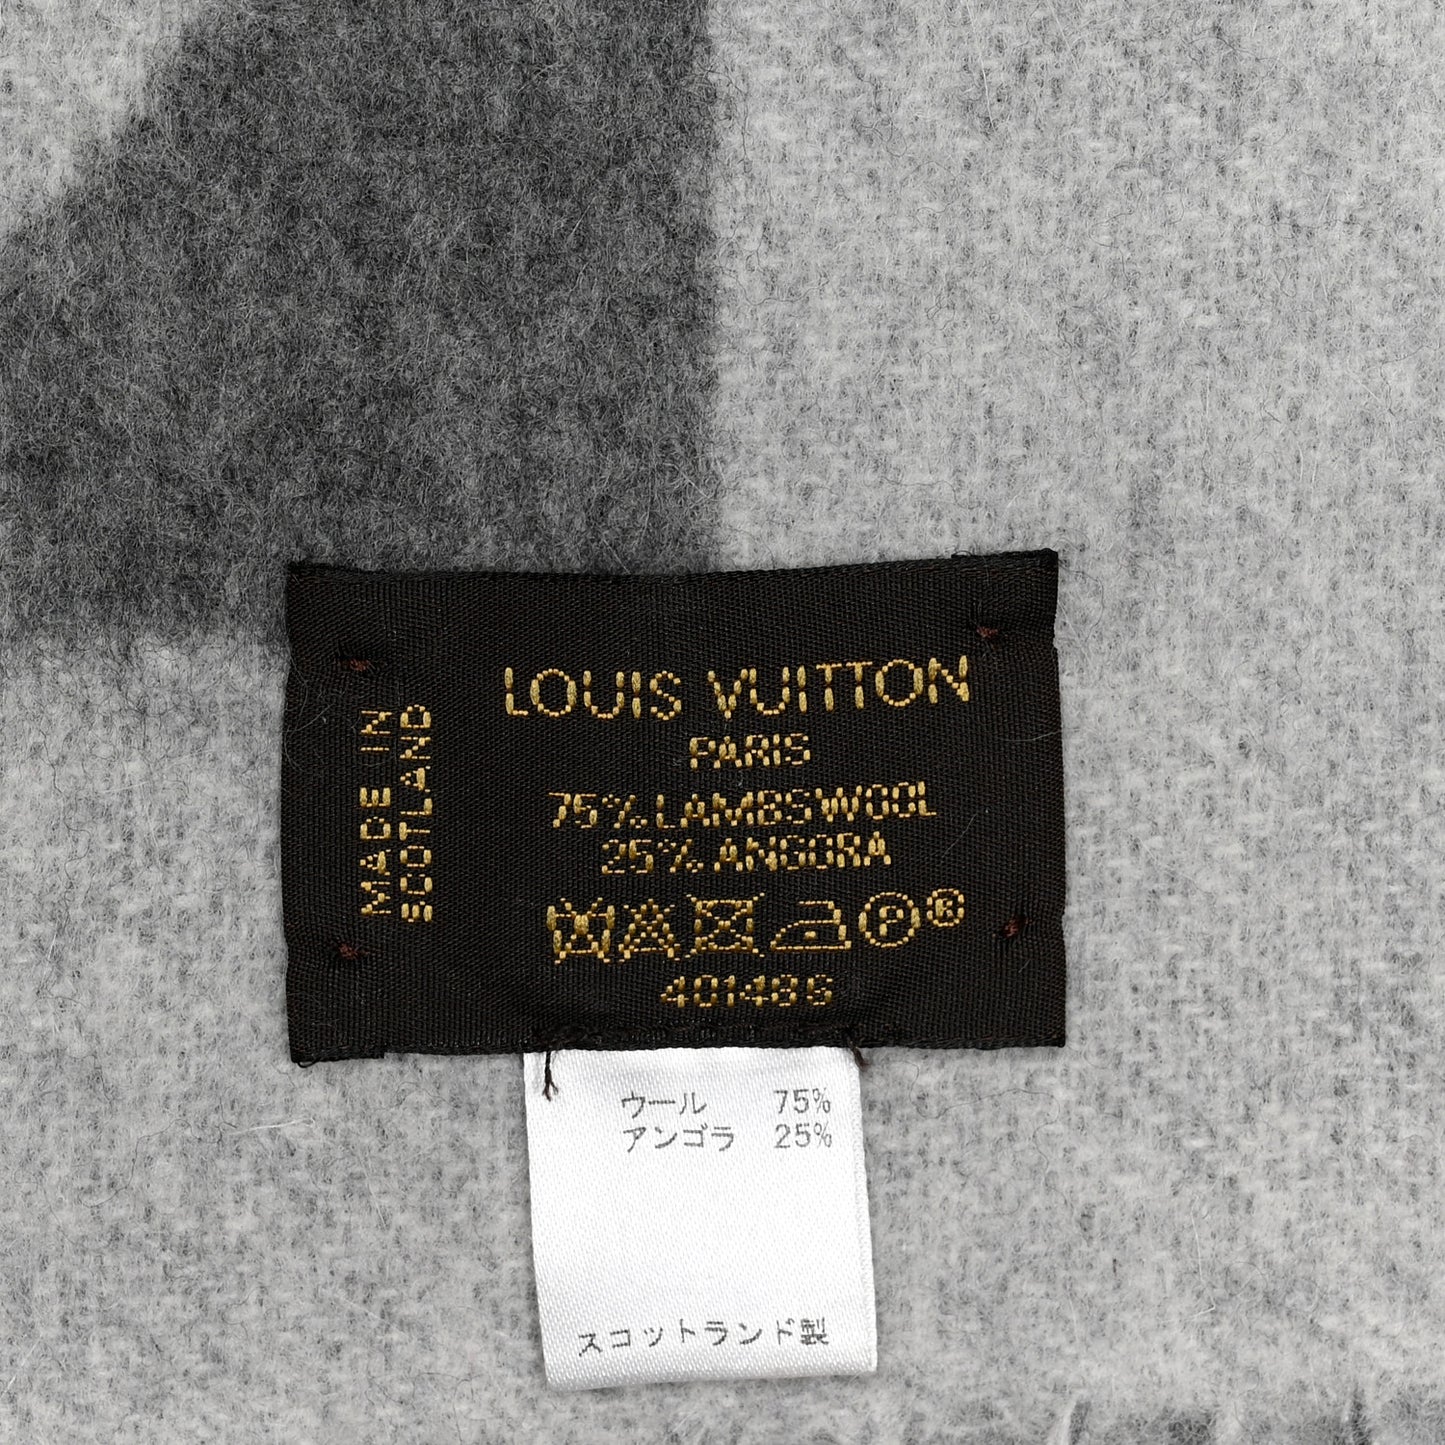 LOUIS VUITTON
PARIS
75% LAMBSWOOL
25% ANGORA
P ®
401486
MADE IN
SCOTLAND
ウール 75%
アンゴラ 25%
スコットランド製